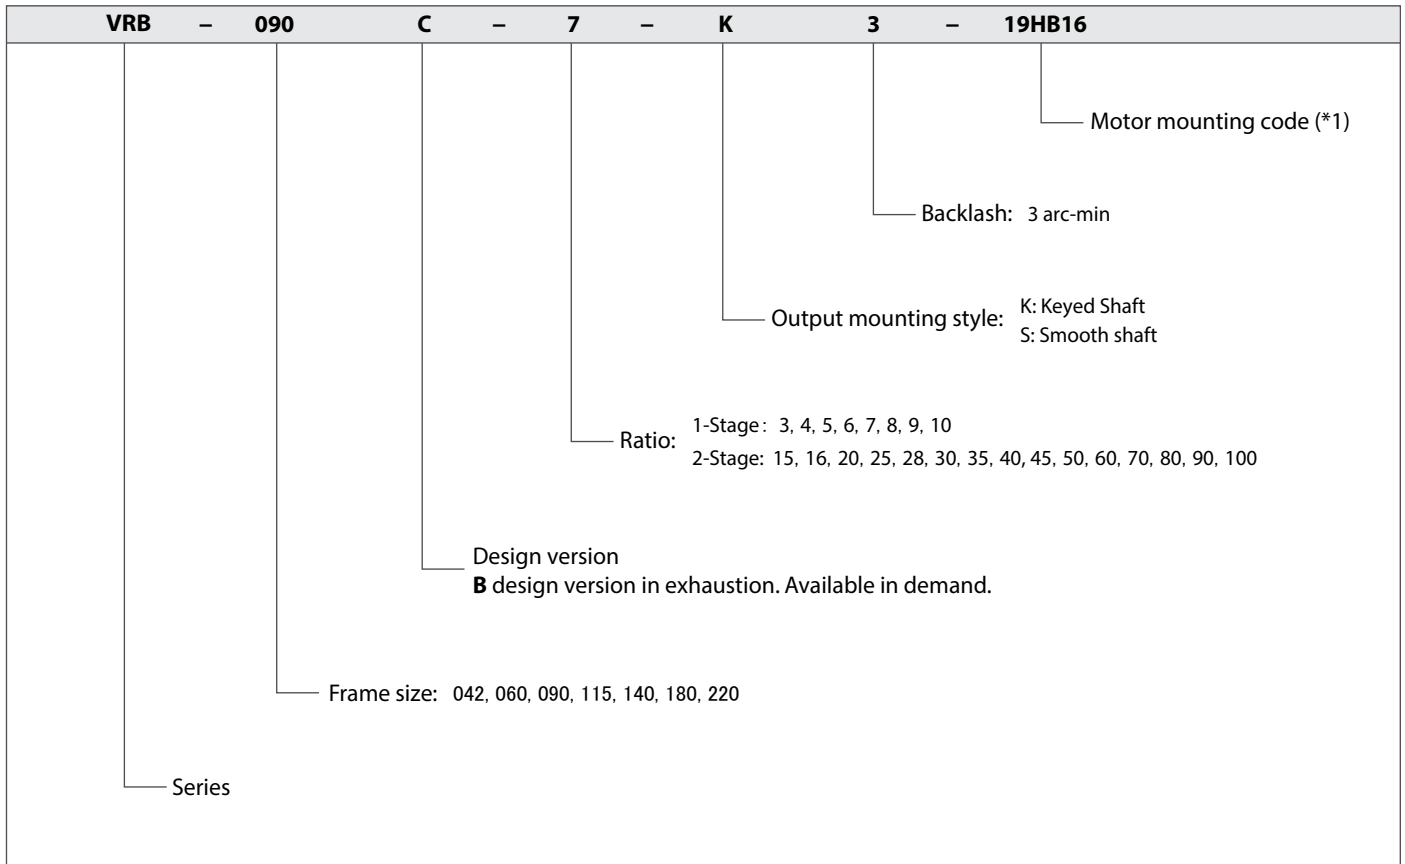 VRB – 090 C – 7 – K 3 – 19HB16
Motor mounting code (*1)
Backlash: 3 arc-min
Output mounting style: K: Keyed Shaft
S: Smooth shaft
Ratio: 1-Stage: 3, 4, 5, 6, 7, 8, 9, 10
2-Stage: 15, 16, 20, 25, 28, 30, 35, 40, 45, 50, 60, 70, 80, 90, 100
Design version
B design version in exhaustion. Available in demand.
Frame size: 042, 060, 090, 115, 140, 180, 220
Series